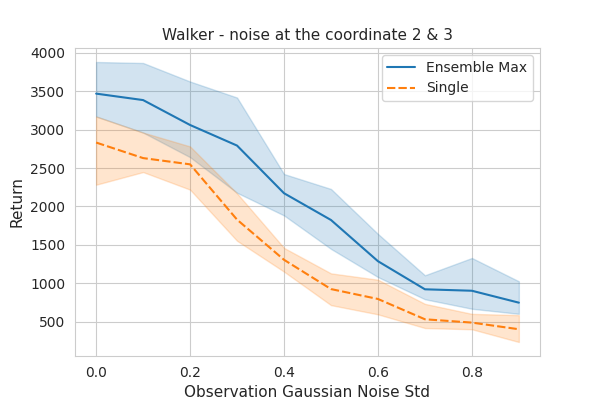 Walker - noise at the coordinate 2 & 3
Ensemble Max
Single
Return
4000
3500
3000
2500
2000
1500
1000
500
0.0 0.2 0.4 0.6 0.8
Observation Gaussian Noise Std